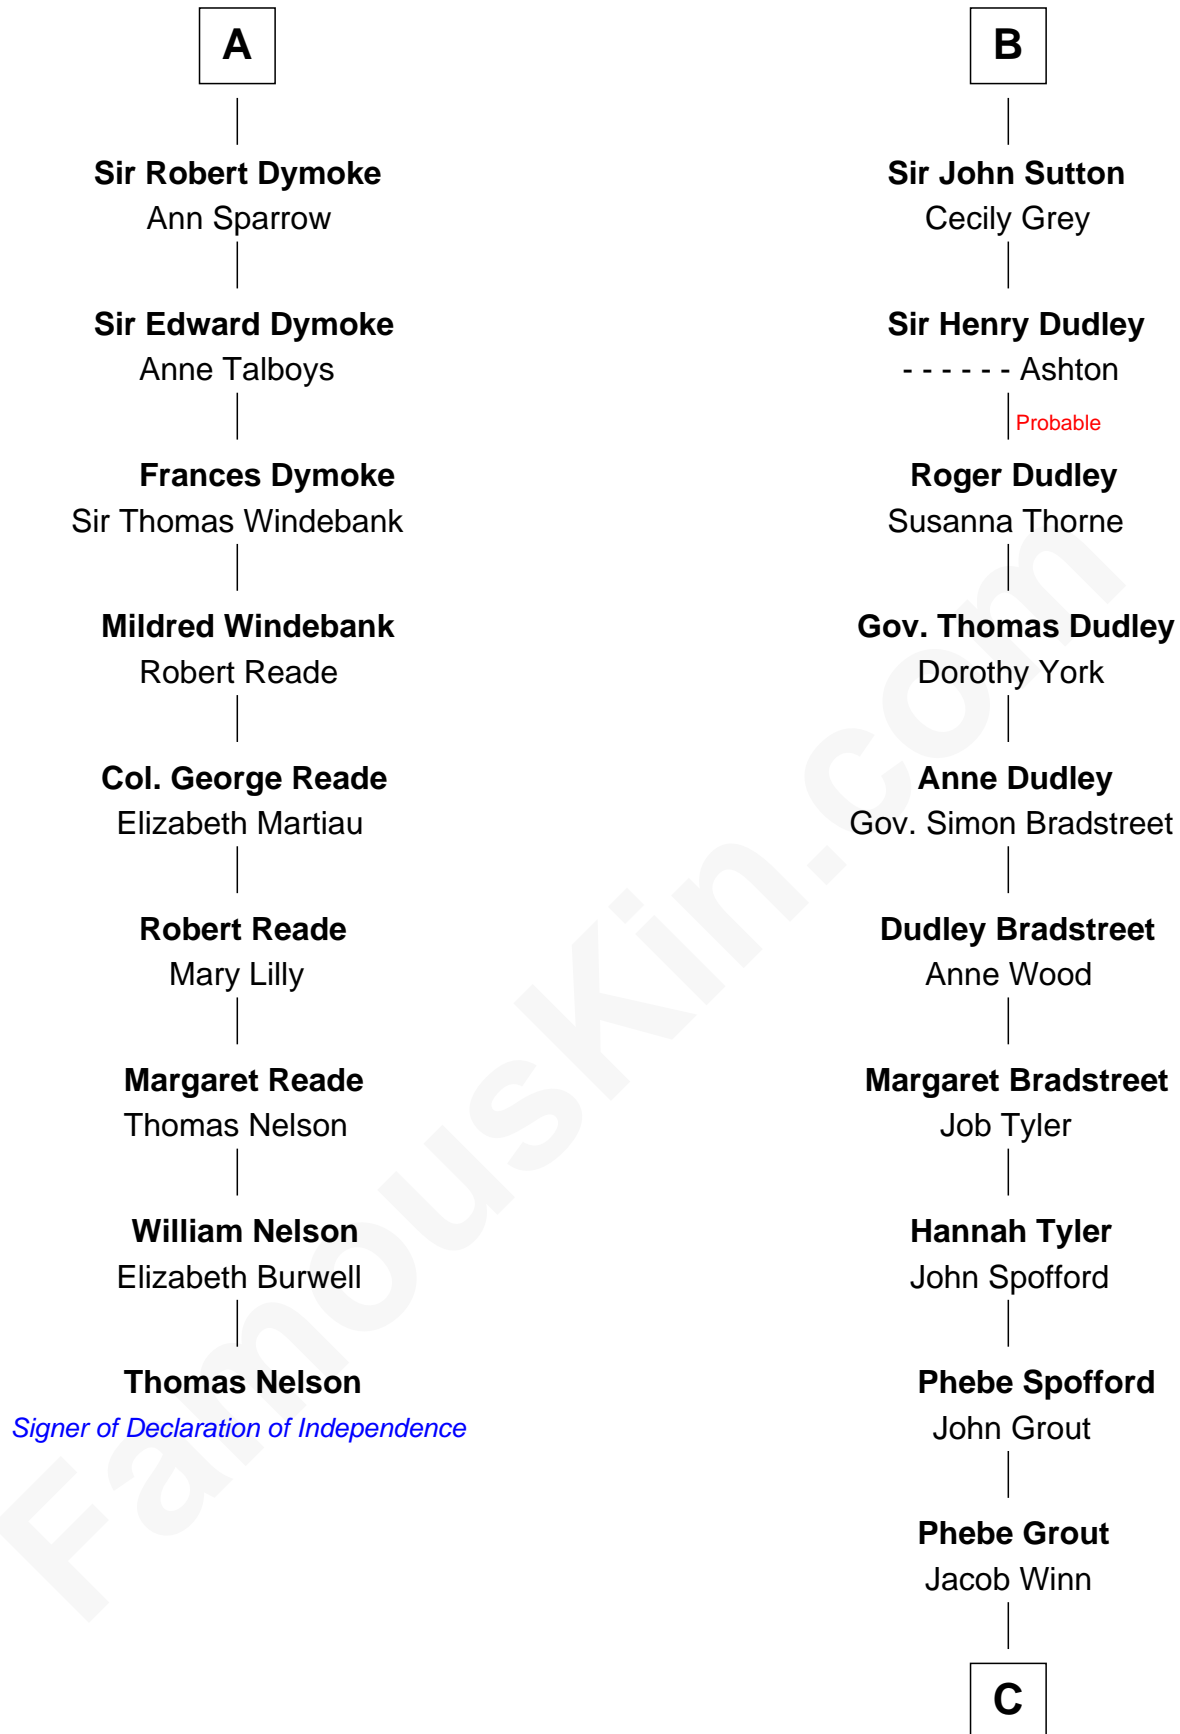 A
Sir Robert Dymoke
Ann Sparrow
Sir Edward Dymoke
Anne Talboys
Frances Dymoke
Sir Thomas Windebank
Mildred Windebank
Robert Reade
Col. George Reade
Elizabeth Martiau
Robert Reade
Mary Lilly
Margaret Reade
Thomas Nelson
William Nelson
Elizabeth Burwell
Thomas Nelson
Signer of Declaration of Independence
B
Sir John Sutton
Cecily Grey
Sir Henry Dudley
- - - - - - Ashton
Probable
Roger Dudley
Susanna Thorne
Gov. Thomas Dudley
Dorothy York
Anne Dudley
Gov. Simon Bradstreet
Dudley Bradstreet
Anne Wood
Margaret Bradstreet
Job Tyler
Hannah Tyler
John Spofford
Phebe Spofford
John Grout
Phebe Grout
Jacob Winn
C
FamousKin.com